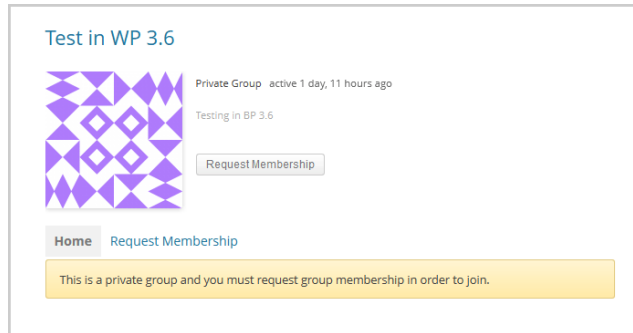 Test in WP 3.6
Private Group active 1 day, 11 hours ago
Testing in BP 3.6
Request Membership
Home Request Membership
This is a private group and you must request group membership in order to join.